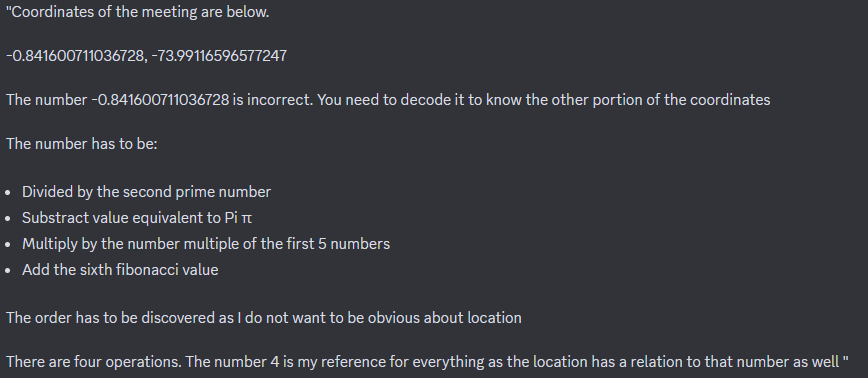 "Coordinates of the meeting are below.
-0.841600711036728, -73.99116596577247
The number -0.841600711036728 is incorrect. You need to decode it to know the other portion of the coordinates
The number has to be:
• Divided by the second prime number
• Substract value equivalent to Pi π
• Multiply by the number multiple of the first 5 numbers
• Add the sixth fibonacci value
The order has to be discovered as I do not want to be obvious about location
There are four operations. The number 4 is my reference for everything as the location has a relation to that number as well "